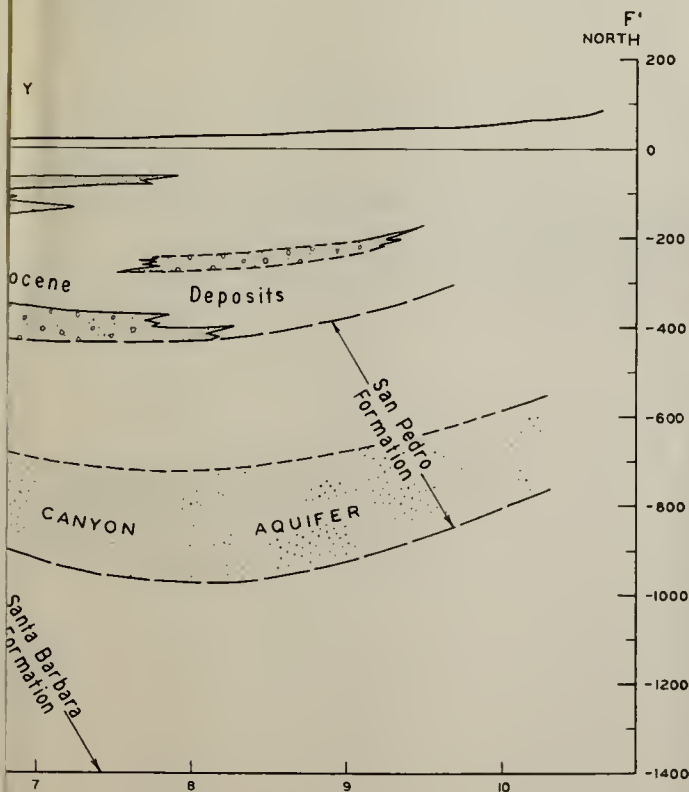 F'
NORTH
200
Y
0
-200
ocene
Deposits
-400
San Pedro
Formation
-600
CANYON AQUIFER
-800
-1000
Santa Barbara
Formation
-1200
-1400
7 8 9 10